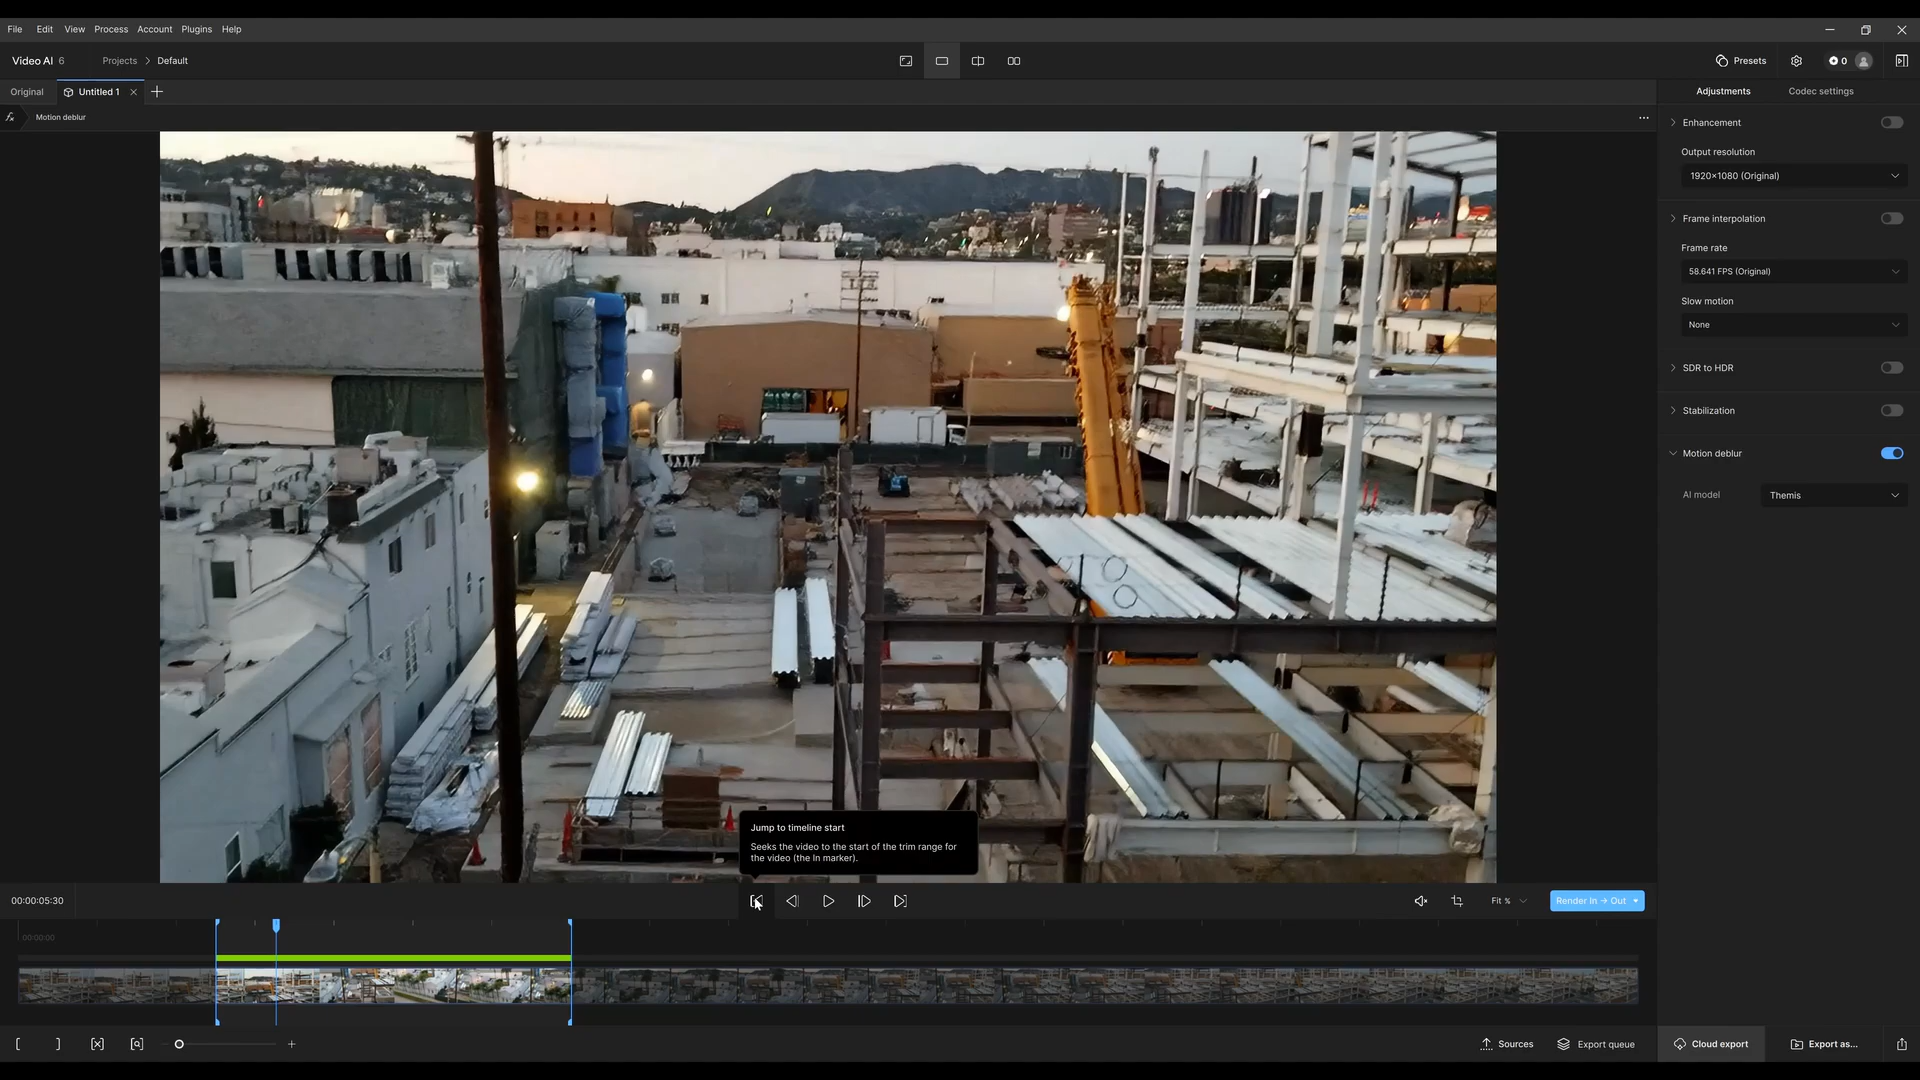 File Edit View Process Account Plugins Help
Video AI 6 Projects > Default Presets 0
Original Untitled 1 Adjustments Codec settings
fx Motion deblur
Enhancement
Output resolution
1920×1080 (Original)
Frame interpolation
Frame rate
58.641 FPS (Original)
Slow motion
None
SDR to HDR
Stabilization
Motion deblur
AI model Themis
Jump to timeline start
Seeks the video to the start of the trim range for
the video (the In marker).
00:00:05:30 Fit % Render In → Out
00:00:00
Sources Export queue Cloud export Export as...